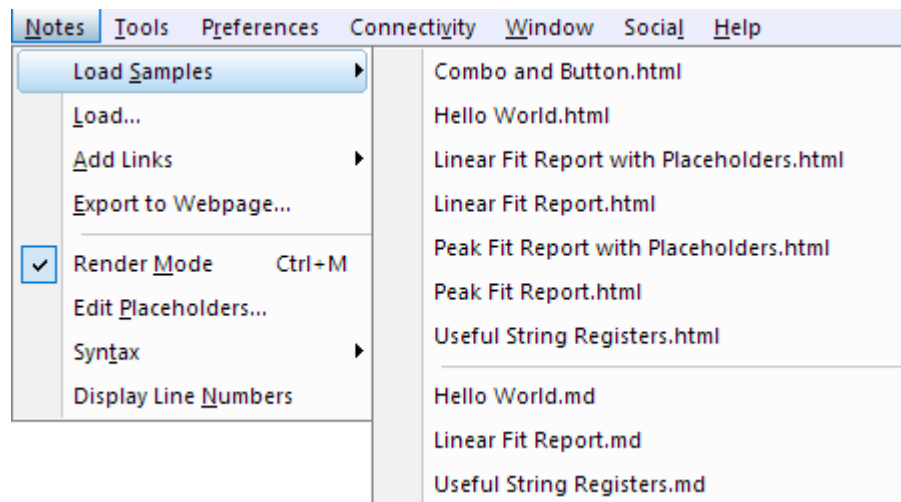 Notes Tools Preferences Connectivity Window Social Help
Load Samples
Load...
Add Links
Export to Webpage...
Render Mode Ctrl+M
Edit Placeholders...
Syntax
Display Line Numbers
Combo and Button.html
Hello World.html
Linear Fit Report with Placeholders.html
Linear Fit Report.html
Peak Fit Report with Placeholders.html
Peak Fit Report.html
Useful String Registers.html
Hello World.md
Linear Fit Report.md
Useful String Registers.md